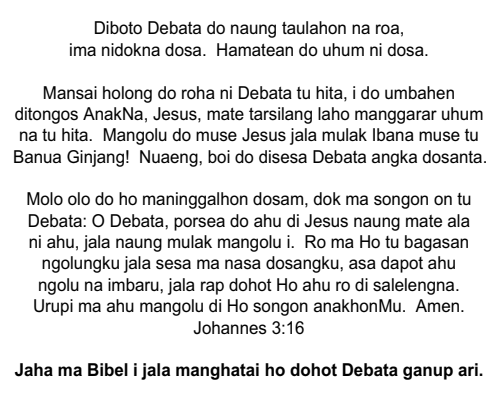 Diboto Debata do naung taulahon na roa,
ima nidokna dosa.  Hamatean do uhum ni dosa.
Mansai holong do roha ni Debata tu hita, i do umbahen
ditongos AnakNa, Jesus, mate tarsilang laho manggarar uhum
na tu hita.  Mangolu do muse Jesus jala mulak Ibana muse tu
Banua Ginjang!  Nuaeng, boi do disesa Debata angka dosanta.
Molo olo do ho maninggalhon dosam, dok ma songon on tu
Debata: O Debata, porsea do ahu di Jesus naung mate ala
ni ahu, jala naung mulak mangolu i.  Ro ma Ho tu bagasan
ngolungku jala sesa ma nasa dosangku, asa dapot ahu
ngolu na imbaru, jala rap dohot Ho ahu ro di salelengna.
Urupi ma ahu mangolu di Ho songon anakhonMu.  Amen.
Johannes 3:16
Jaha ma Bibel i jala manghatai ho dohot Debata ganup ari.